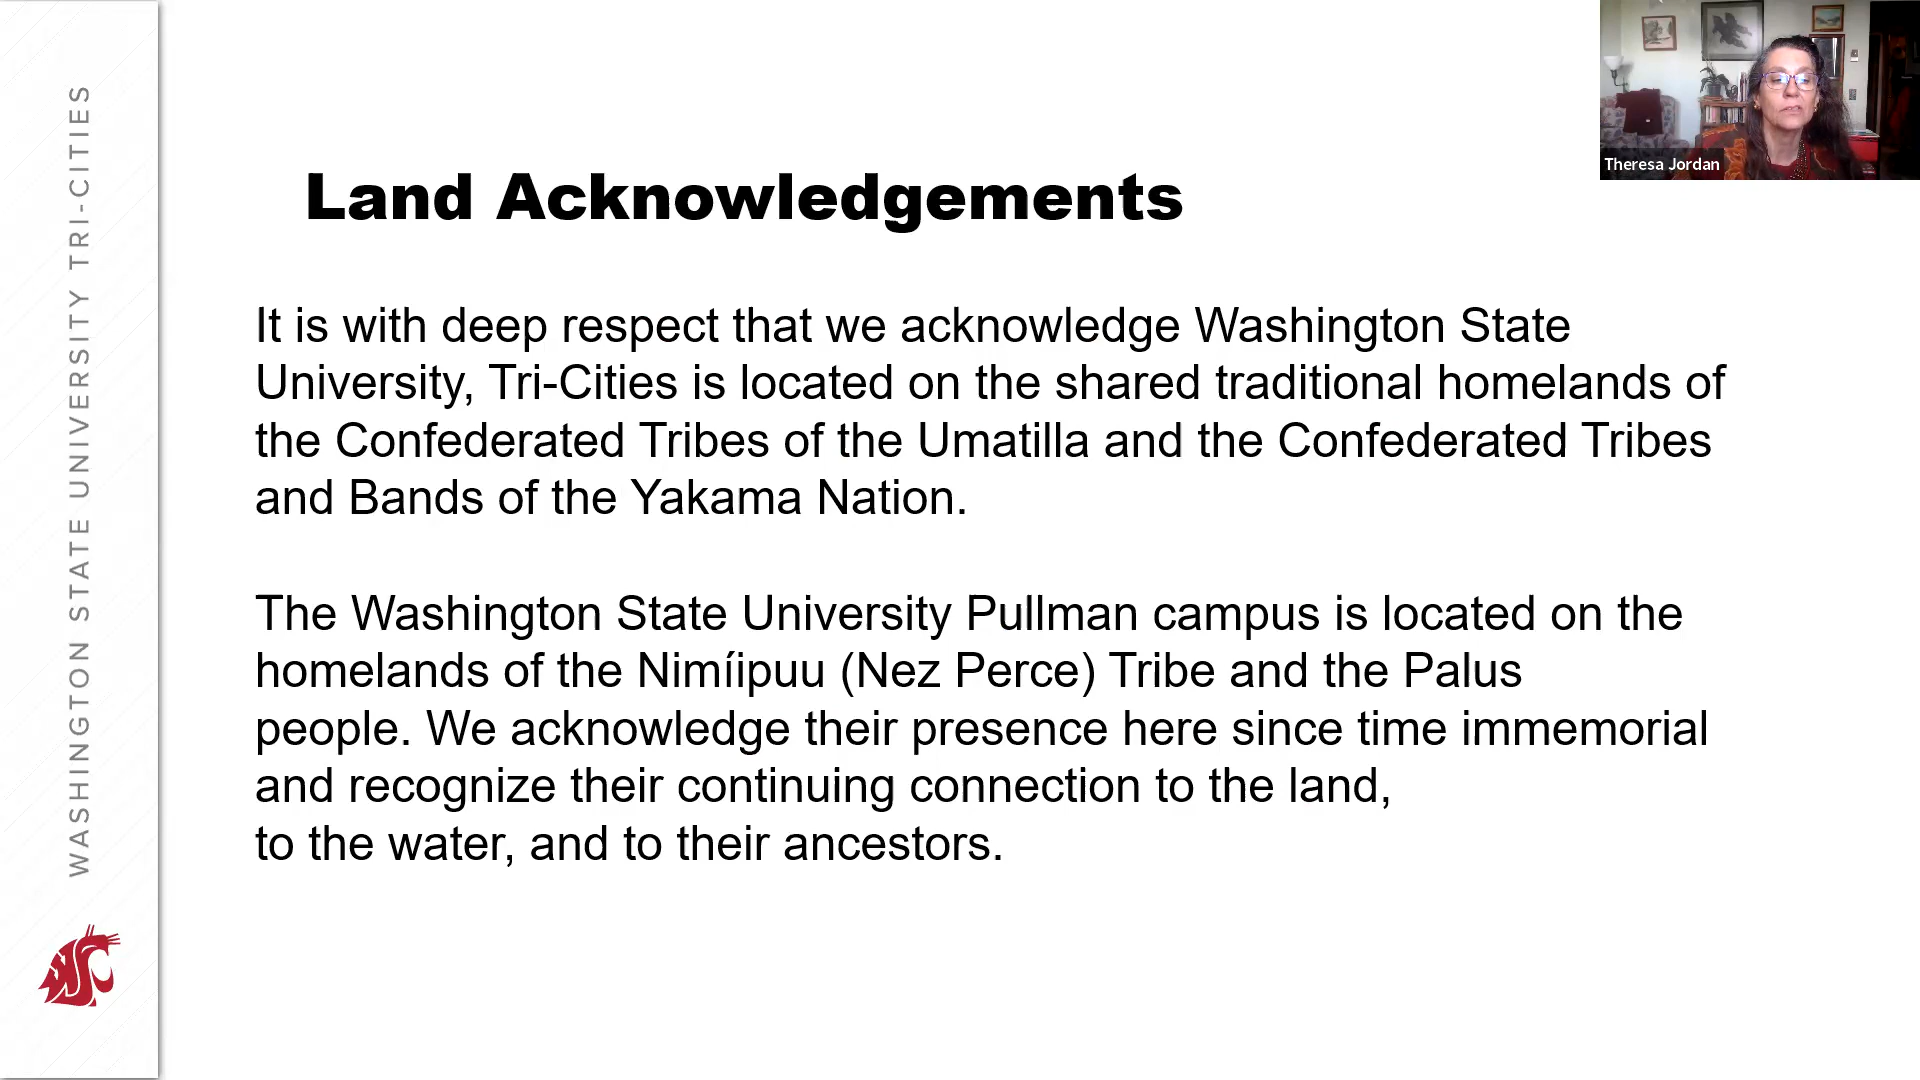 WASHINGTON STATE UNIVERSITY TRI-CITIES
Land Acknowledgements
It is with deep respect that we acknowledge Washington State
University, Tri-Cities is located on the shared traditional homelands of
the Confederated Tribes of the Umatilla and the Confederated Tribes
and Bands of the Yakama Nation.
The Washington State University Pullman campus is located on the
homelands of the Nimíipuu (Nez Perce) Tribe and the Palus
people. We acknowledge their presence here since time immemorial
and recognize their continuing connection to the land,
to the water, and to their ancestors.
Theresa Jordan